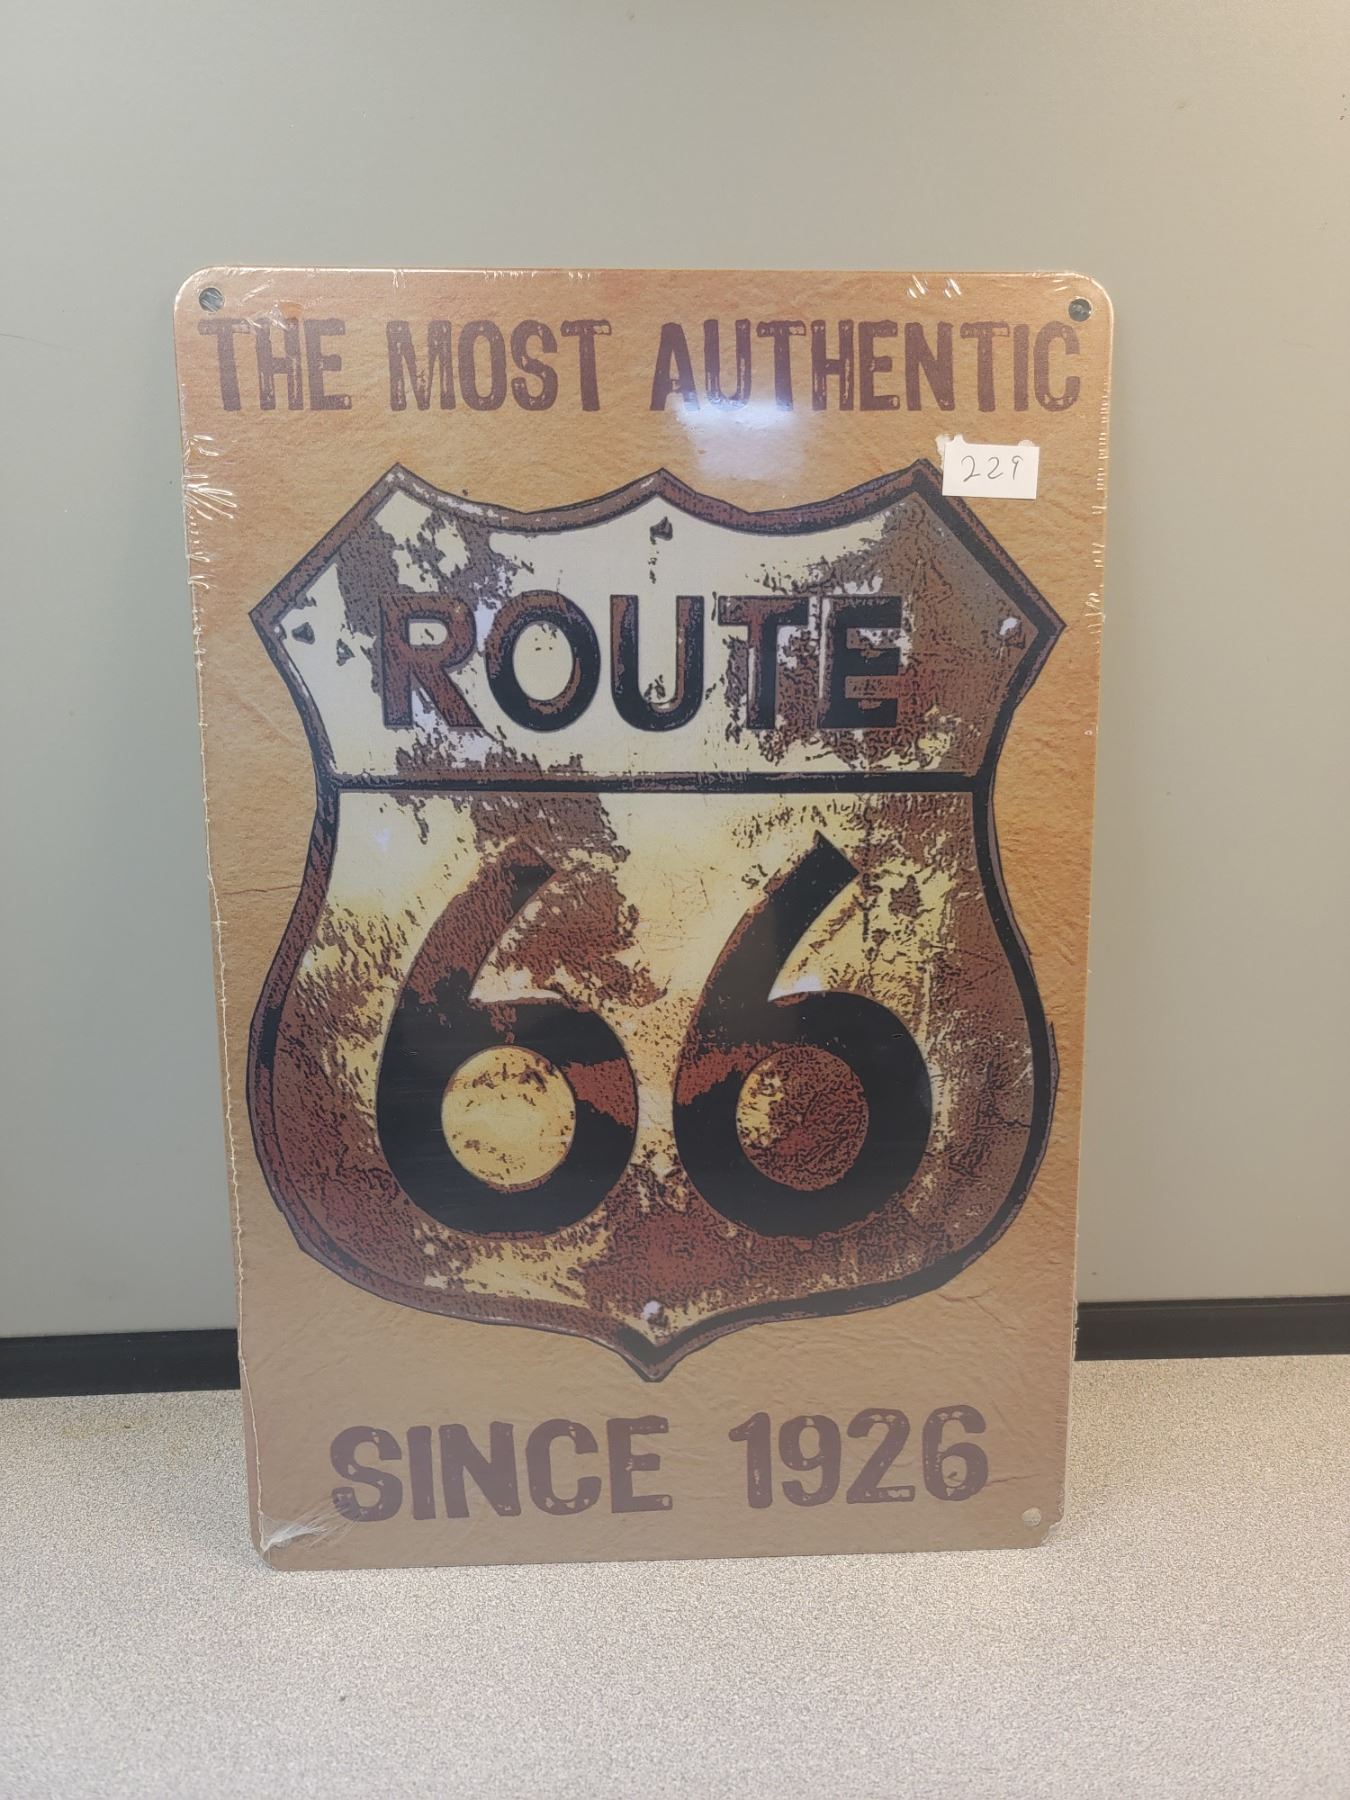 THE MOST AUTHENTIC
229
ROUTE
66
SINCE 1926